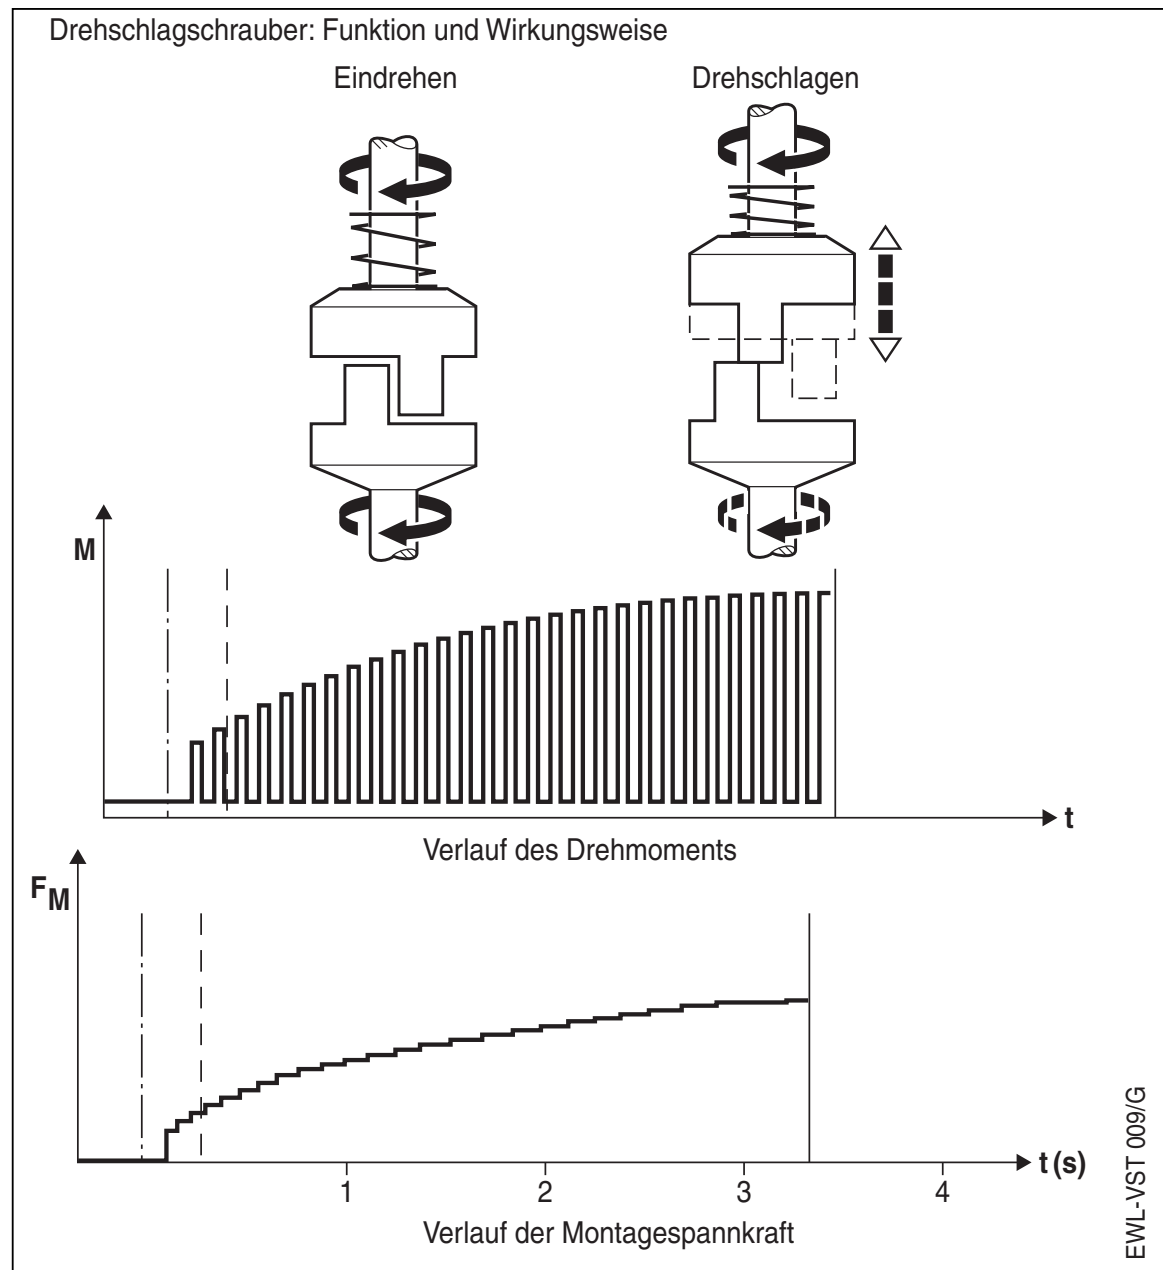 Drehschlagschrauber: Funktion und Wirkungsweise
Eindrehen
Drehschlagen
M
t
Verlauf des Drehmoments
FM
t (s)
1 2 3 4
Verlauf der Montagespannkraft
EWL-VST 009/G